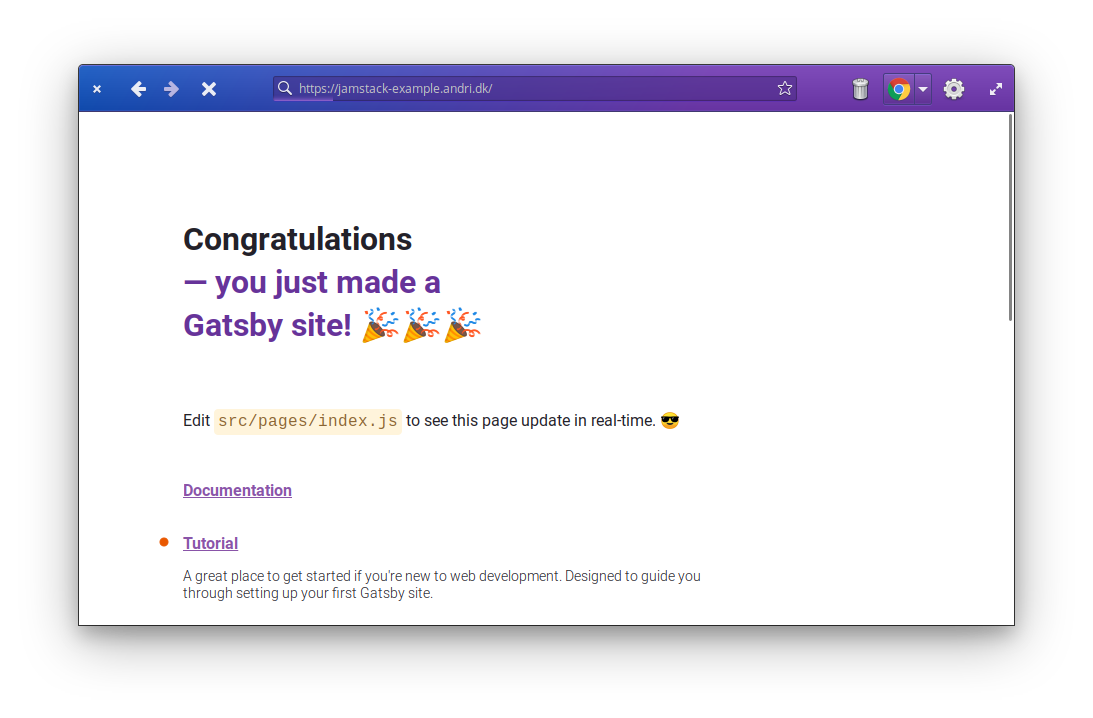 https://jamstack-example.andri.dk/
Congratulations
— you just made a
Gatsby site! 🎉🎉🎉
Edit src/pages/index.js to see this page update in real-time. 😎
Documentation
Tutorial
A great place to get started if you're new to web development. Designed to guide you
through setting up your first Gatsby site.